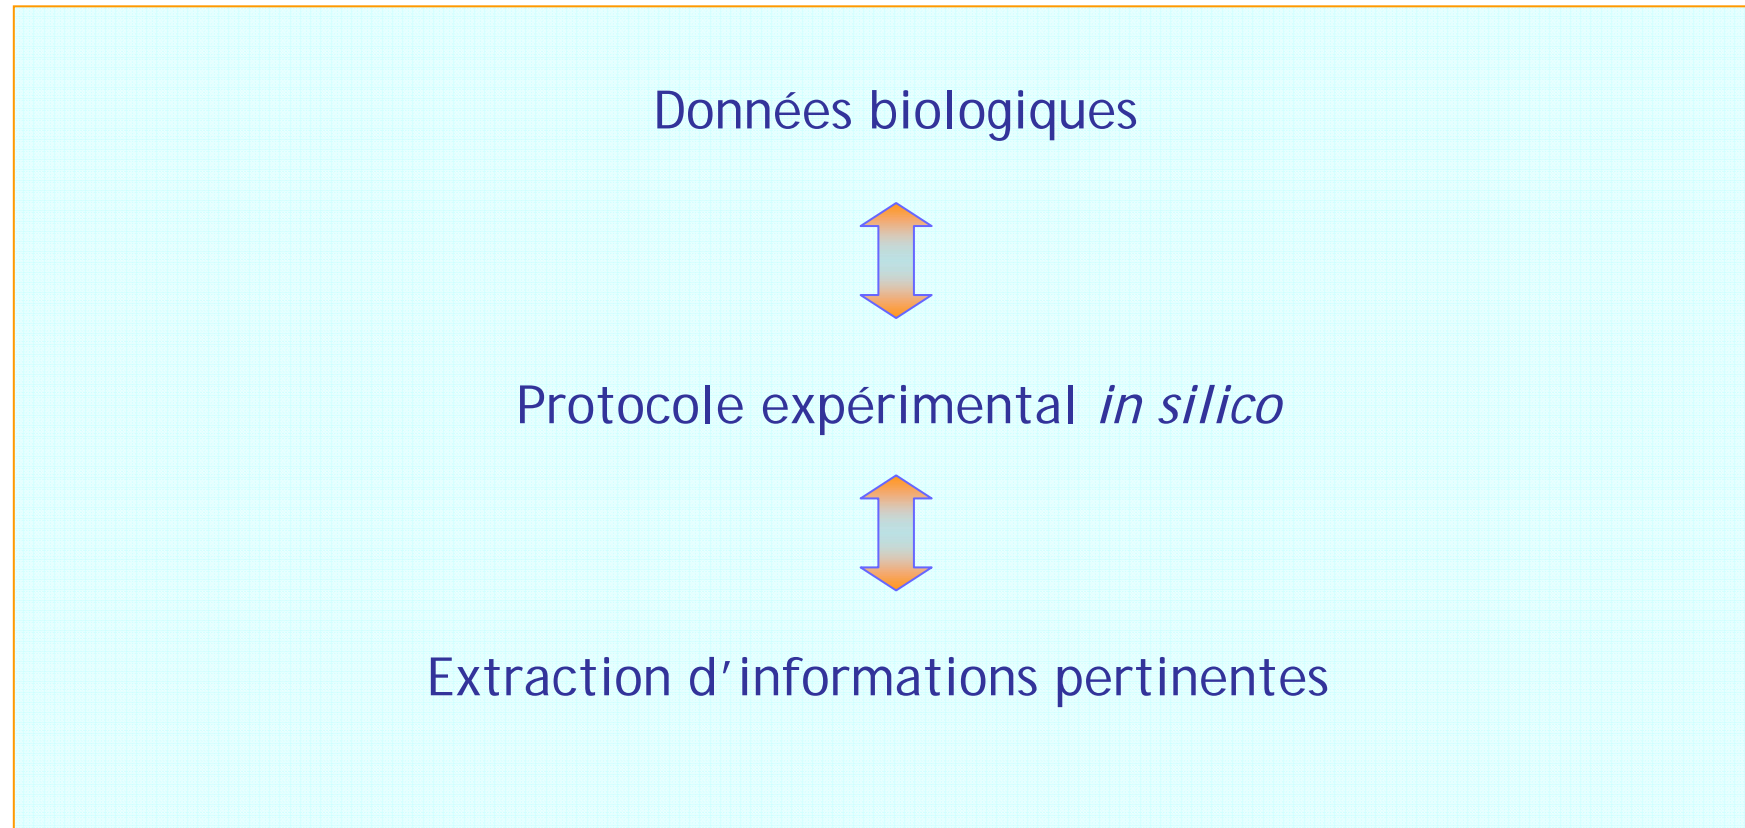 Données biologiques
Protocole expérimental in silico
Extraction d’informations pertinentes